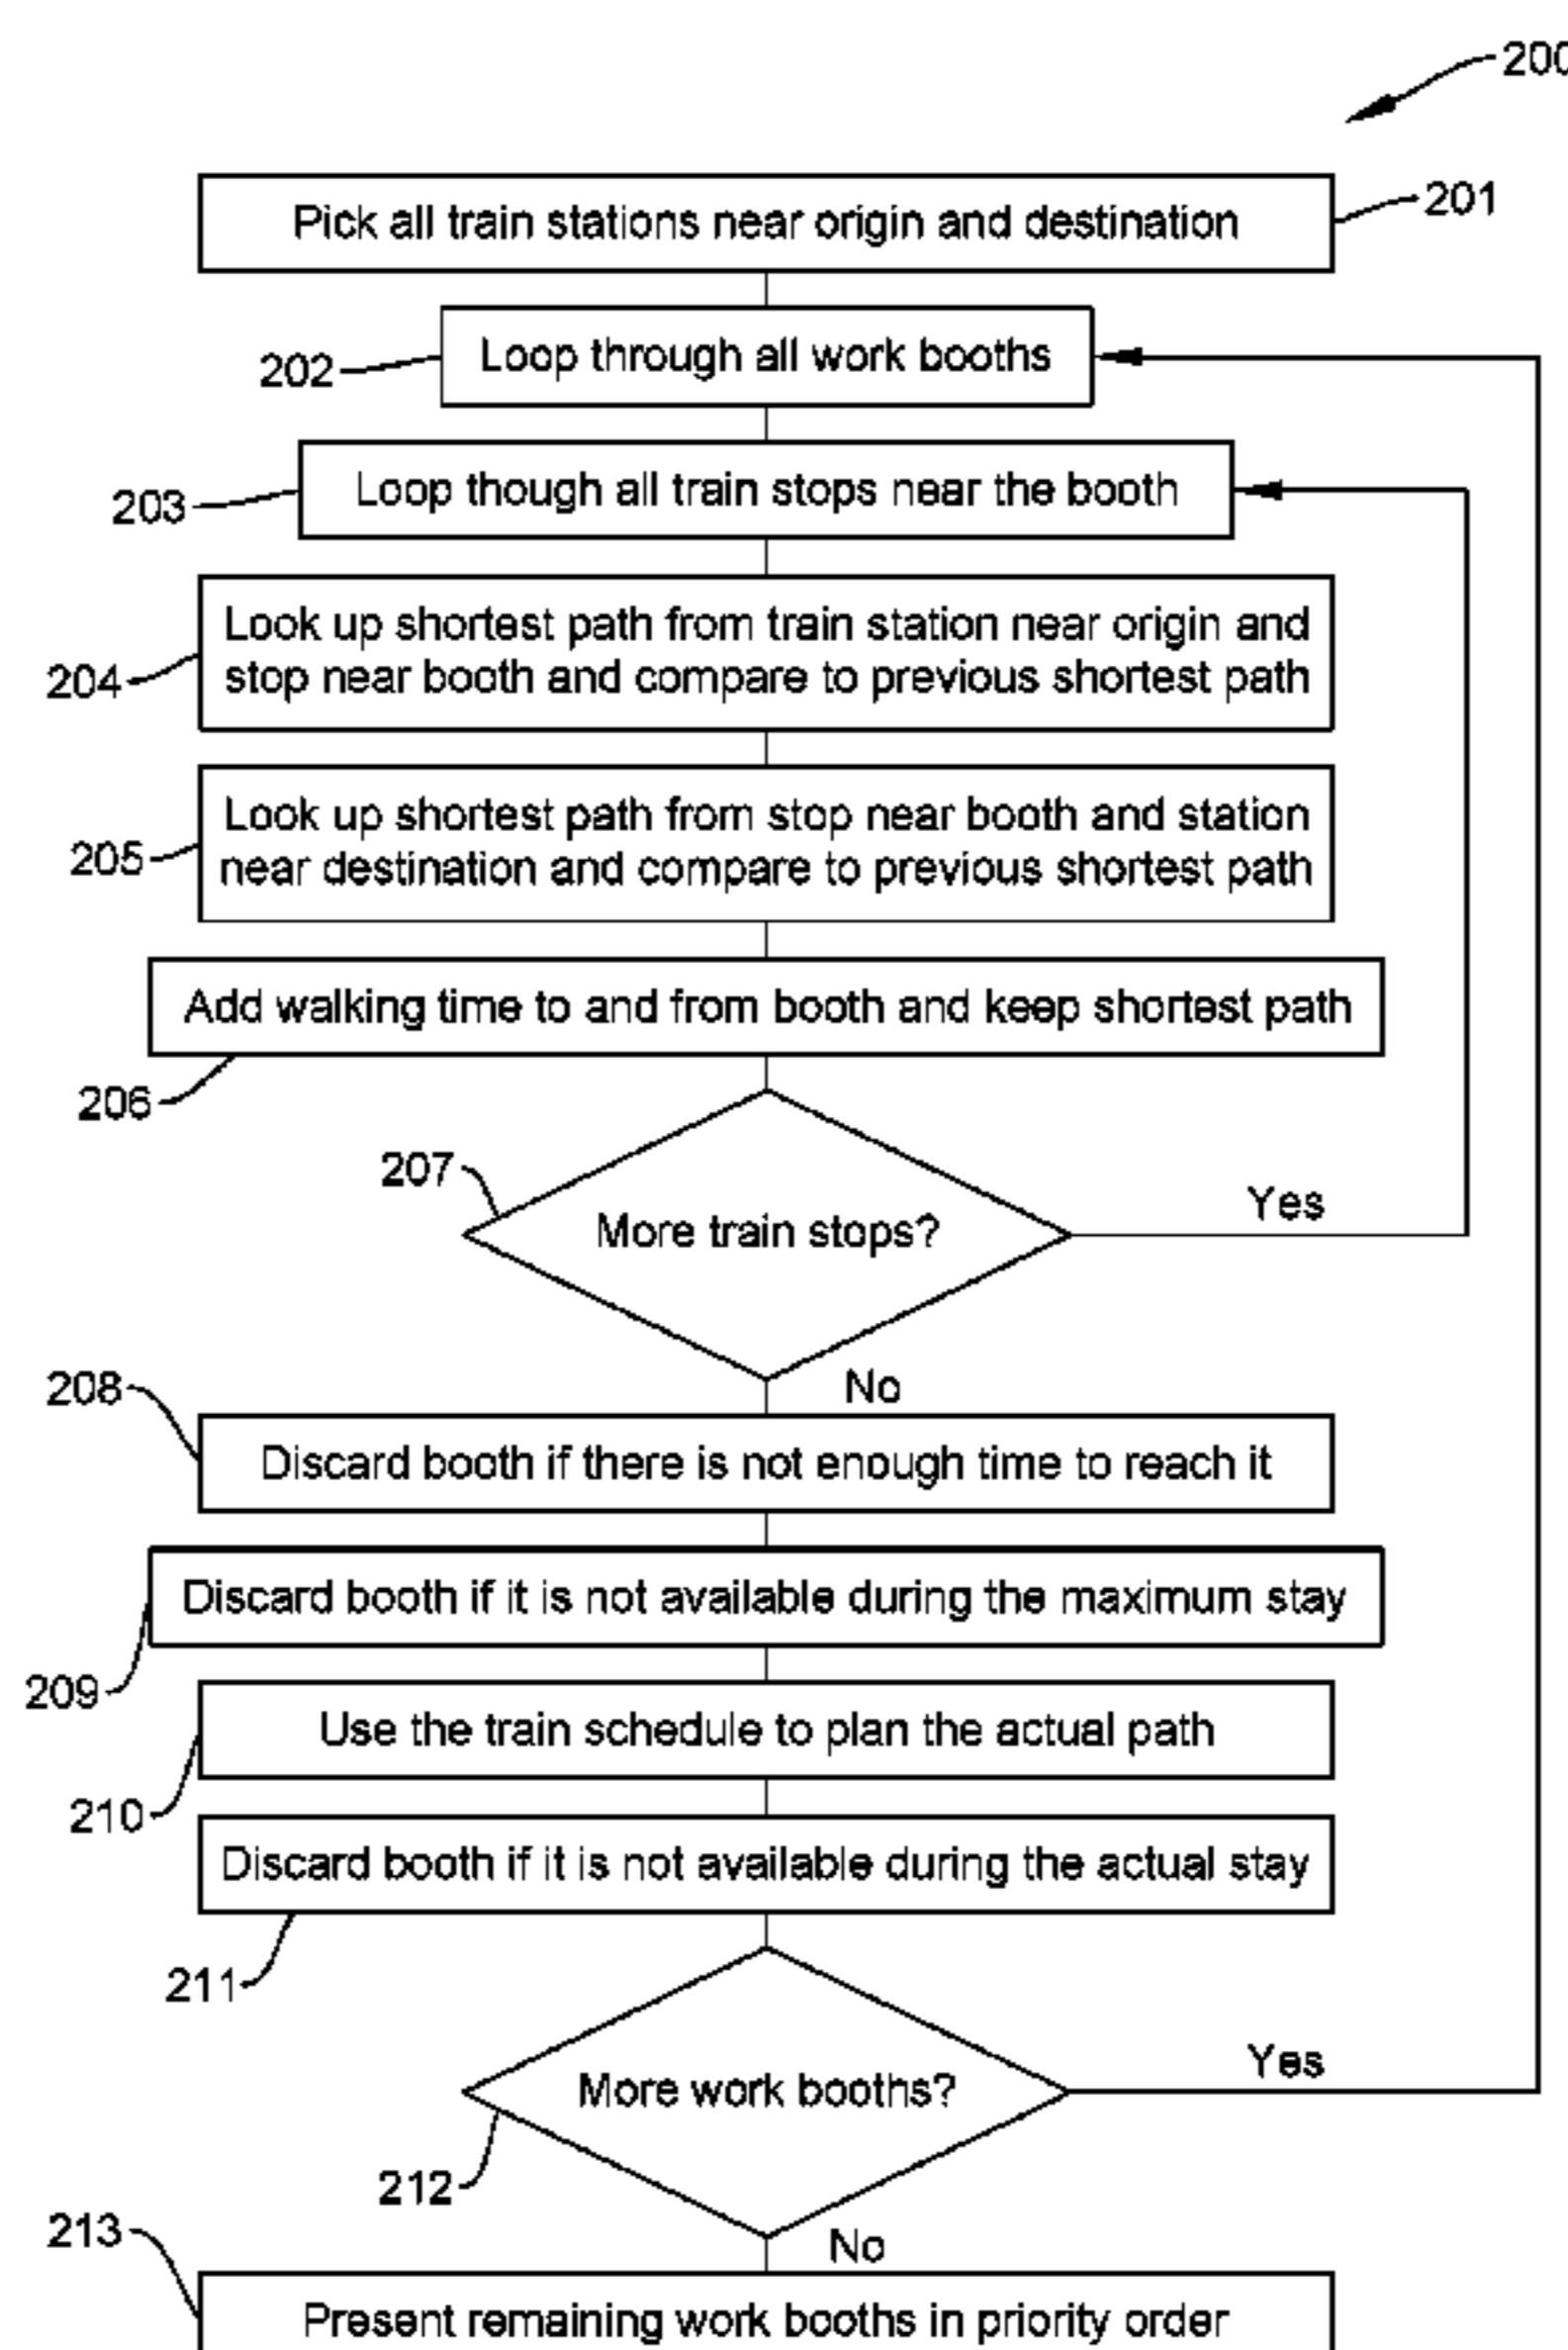 200
Pick all train stations near origin and destination
201
Loop through all work booths
202
Loop though all train stops near the booth
203
Look up shortest path from train station near origin and
stop near booth and compare to previous shortest path
204
Look up shortest path from stop near booth and station
near destination and compare to previous shortest path
205
Add walking time to and from booth and keep shortest path
206
207
More train stops?
Yes
No
208
Discard booth if there is not enough time to reach it
Discard booth if it is not available during the maximum stay
209
Use the train schedule to plan the actual path
210
Discard booth if it is not available during the actual stay
211
More work booths?
Yes
212
No
213
Present remaining work booths in priority order